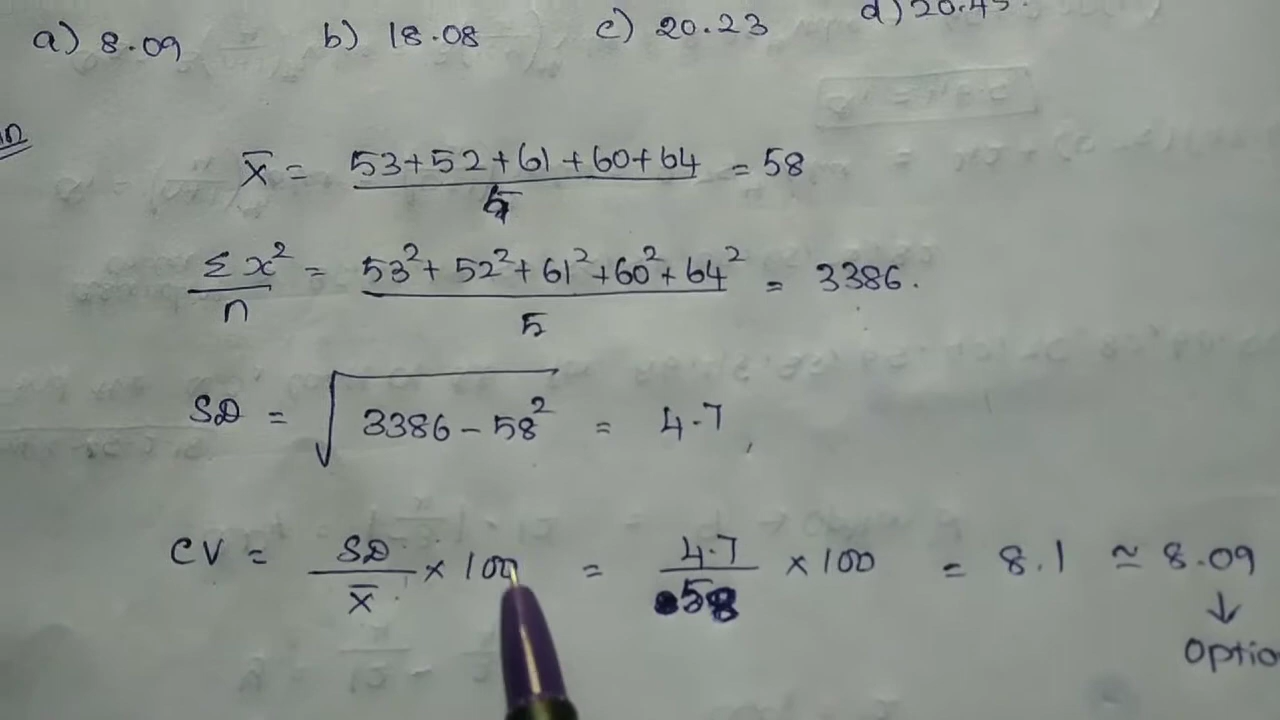 a) 8.09 b) 18.08 c) 20.23 d) 20.45.
x̄ = (53+52+61+60+64)/5 = 58
Σx²/n = (53²+52²+61²+60²+64²)/5 = 3386.
SD = √(3386-58²) = 4.7,
CV = SD/x̄ × 100 = 4.7/58 × 100 = 8.1 ≃ 8.09
↓
Optio